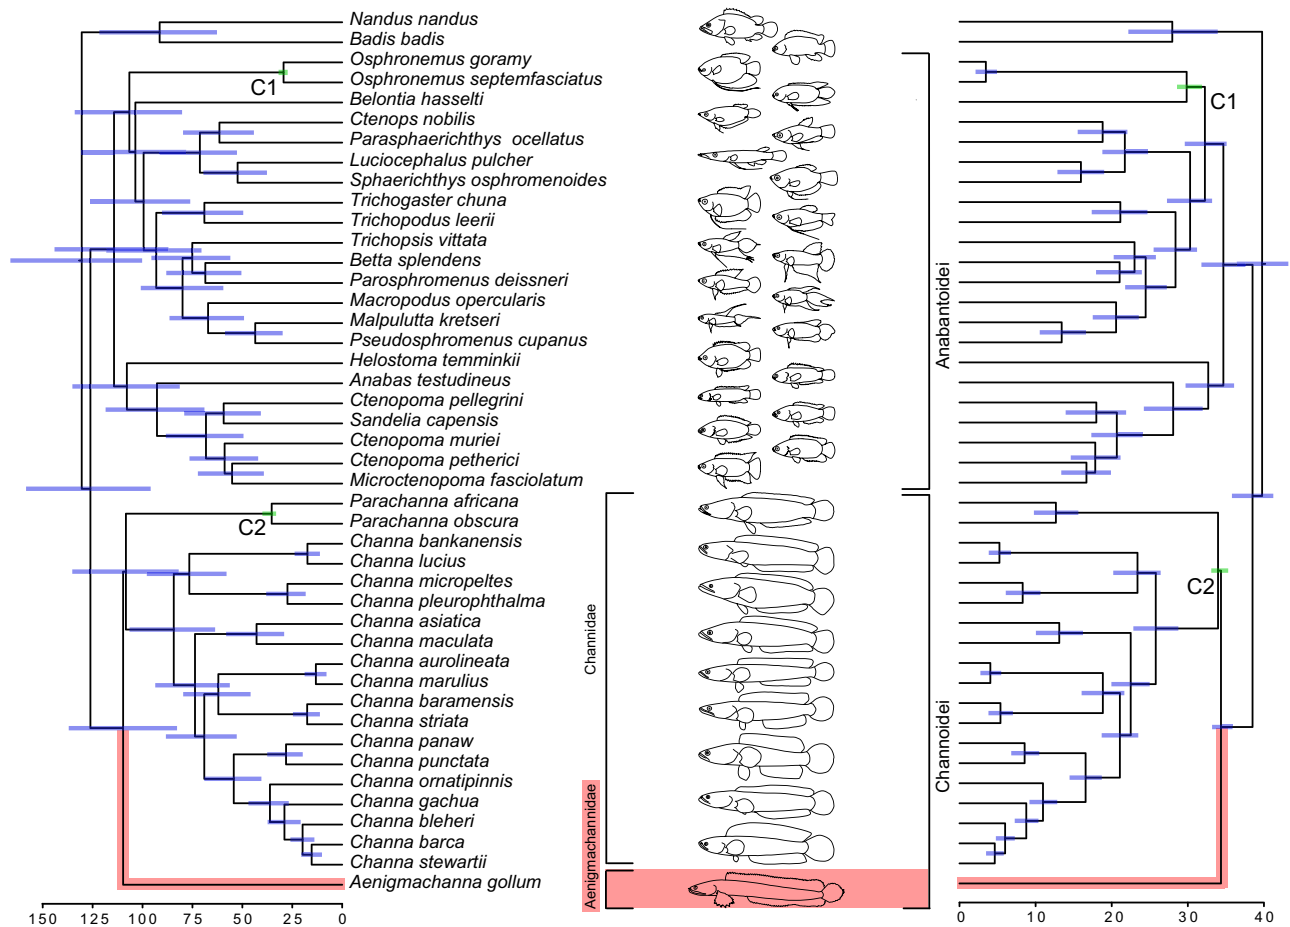 Nandus nandus
Badis badis
Osphronemus goramy
Osphronemus septemfasciatus
C1
Belontia hasselti
C1
Ctenops nobilis
Parasphaerichthys ocellatus
Luciocephalus pulcher
Sphaerichthys osphromenoides
Trichogaster chuna
Trichopodus leerii
Trichopsis vittata
Betta splendens
Parosphromenus deissneri
Macropodus opercularis
Malpulutta kretseri
Pseudosphromenus cupanus
Anabantoidei
Helostoma temminkii
Anabas testudineus
Ctenopoma pellegrini
Sandelia capensis
Ctenopoma muriei
Ctenopoma petherici
Microctenopoma fasciolatum
Parachanna africana
Parachanna obscura
C2
Channa bankanensis
Channa lucius
Channa micropeltes
C2
Channa pleurophthalma
Channa asiatica
Channidae
Channa maculata
Channa aurolineata
Channa marulius
Channa baramensis
Channa striata
Channoidei
Channa panaw
Channa punctata
Channa ornatipinnis
Channa gachua
Channa bleheri
Channa barca
Channa stewartii
Aenigmachannidae
Aenigmachanna gollum
150 125 100 75 50 25 0
0 10 20 30 40